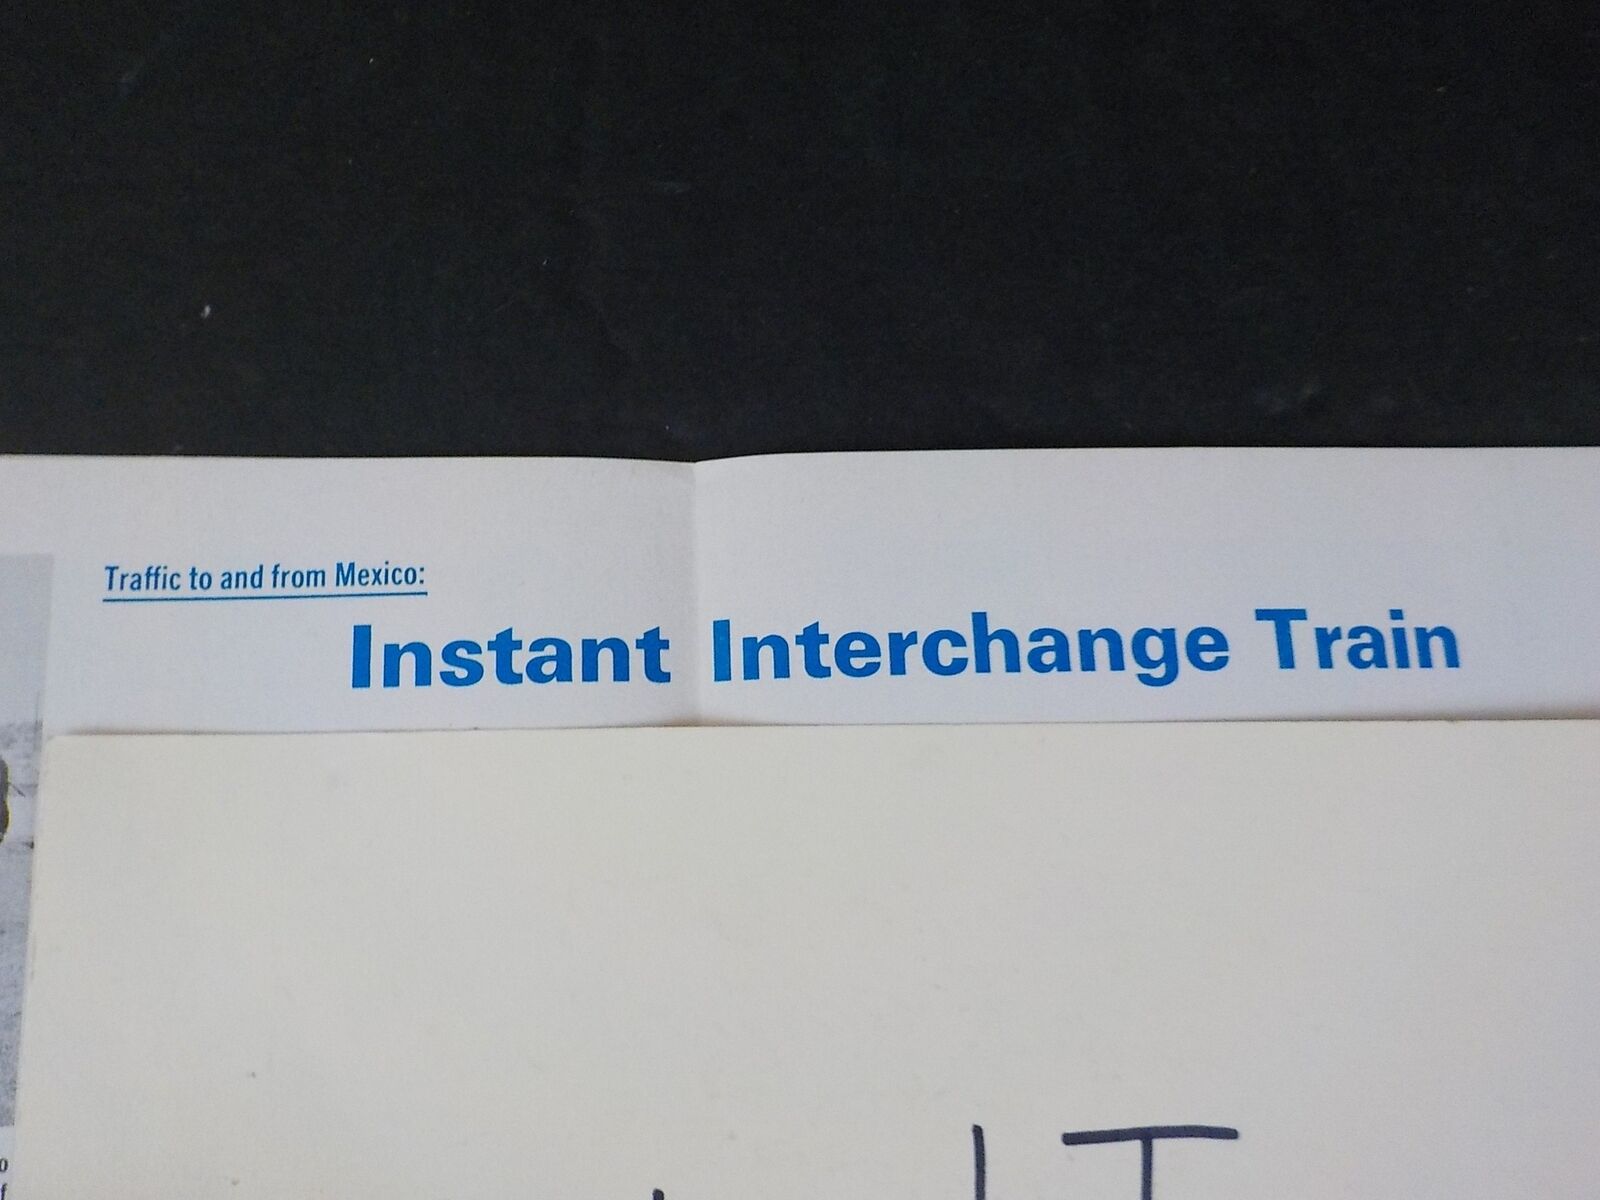 Traffic to and from Mexico:
Instant Interchange Train